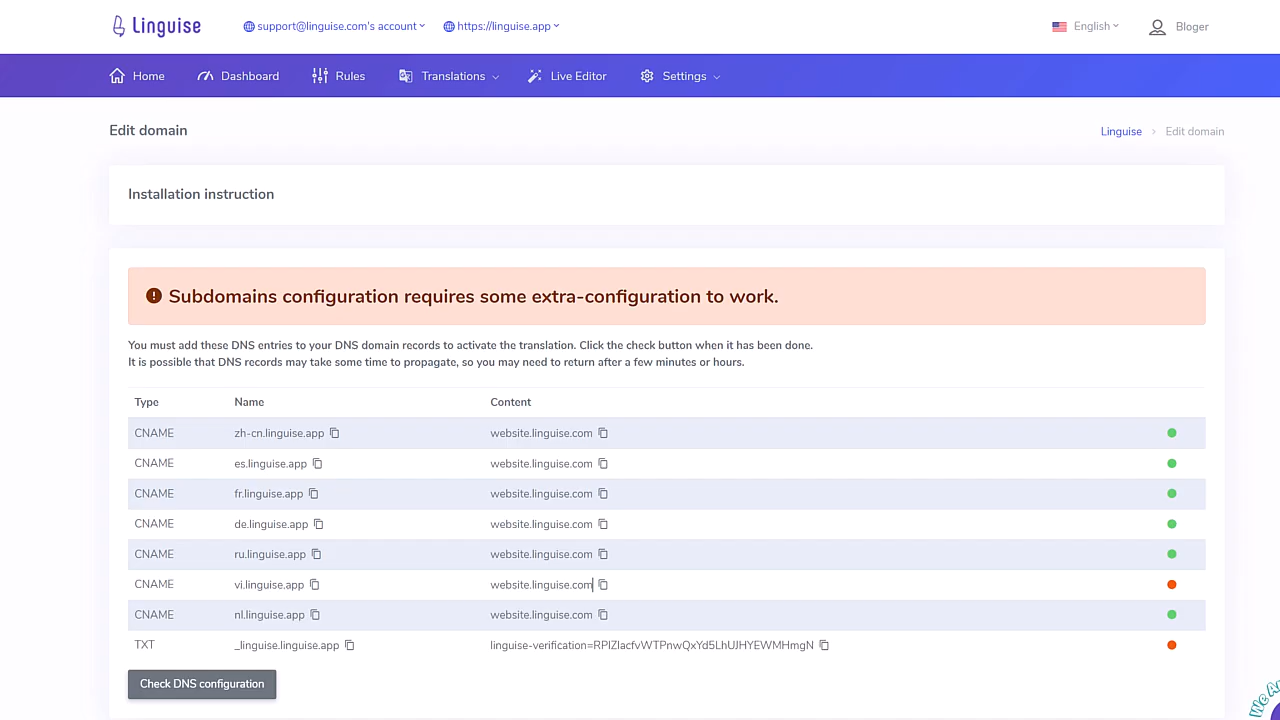 Linguise
support@linguise.com's account
https://linguise.app
English
Bloger
Home
Dashboard
Rules
Translations
Live Editor
Settings
Edit domain
Linguise > Edit domain
Installation instruction
Subdomains configuration requires some extra-configuration to work.
You must add these DNS entries to your DNS domain records to activate the translation. Click the check button when it has been done.
It is possible that DNS records may take some time to propagate, so you may need to return after a few minutes or hours.
Type Name Content
CNAME zh-cn.linguise.app website.linguise.com
CNAME es.linguise.app website.linguise.com
CNAME fr.linguise.app website.linguise.com
CNAME de.linguise.app website.linguise.com
CNAME ru.linguise.app website.linguise.com
CNAME vi.linguise.app website.linguise.com
CNAME nl.linguise.app website.linguise.com
TXT _linguise.linguise.app linguise-verification=RPIZIacfvWTPnwQxYd5LhUJHYEWMHmgN
Check DNS configuration
We